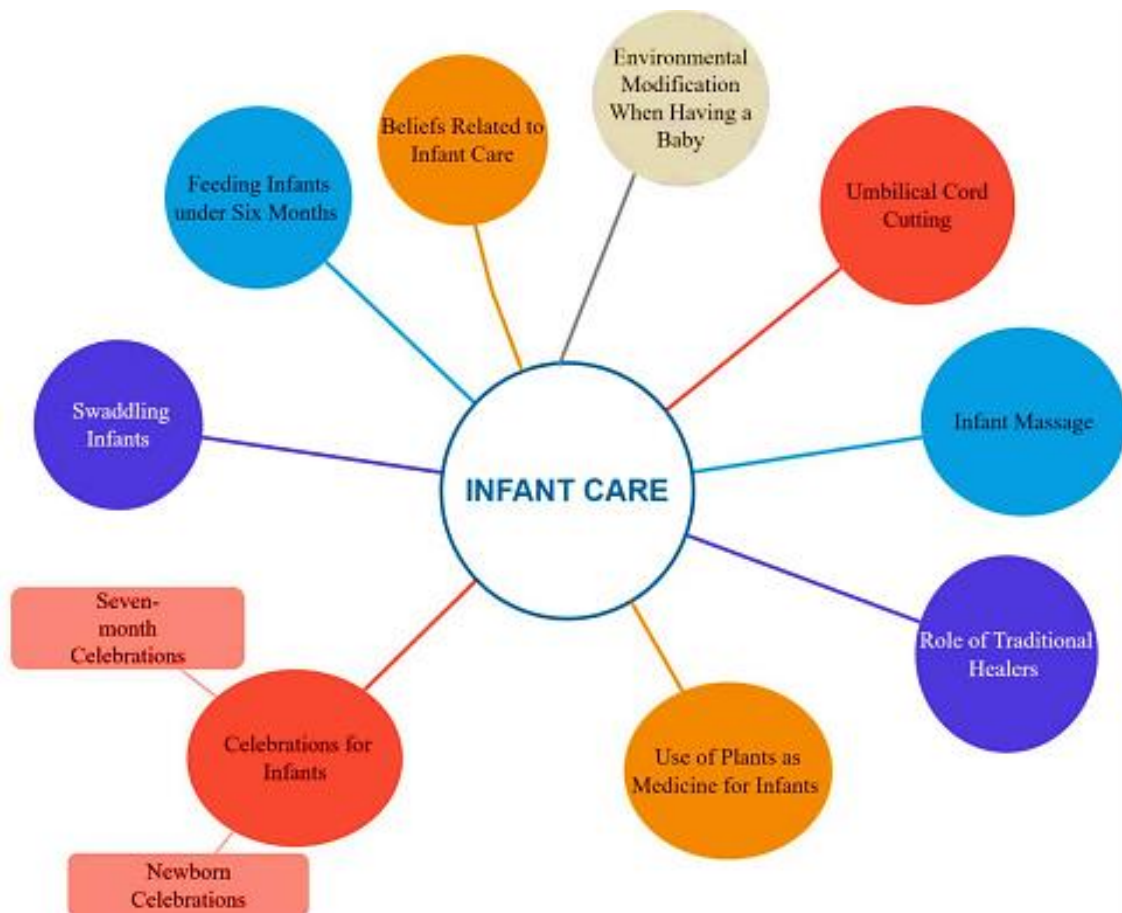 Environmental
Modification
When Having a
Baby
Beliefs Related to
Infant Care
Feeding Infants
under Six Months
Umbilical Cord
Cutting
Swaddling
Infants
Infant Massage
INFANT CARE
Role of Traditional
Healers
Seven-
month
Celebrations
Celebrations for
Infants
Use of Plants as
Medicine for Infants
Newborn
Celebrations